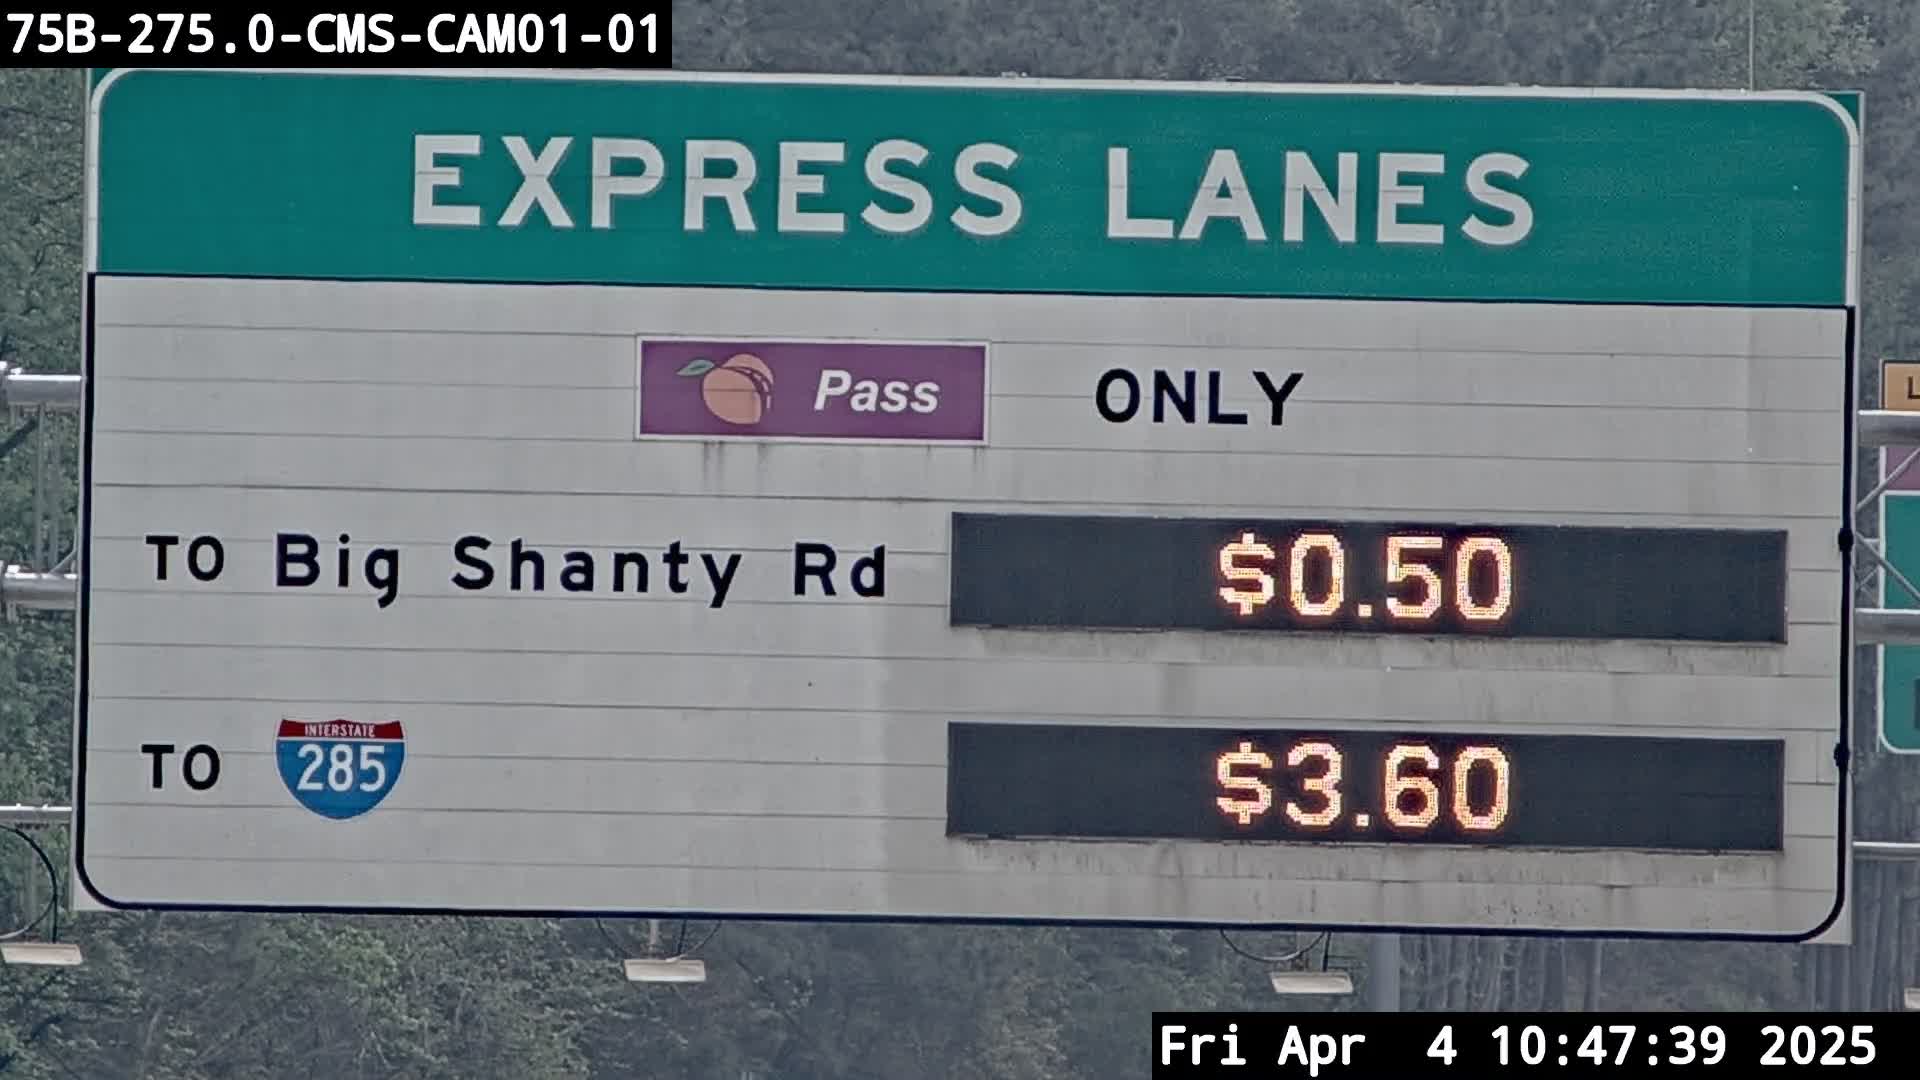 75B-275.0-CMS-CAM01-01
EXPRESS LANES
Pass ONLY
TO Big Shanty Rd $0.50
INTERSTATE
TO 285 $3.60
Fri Apr 4 10:47:39 2025